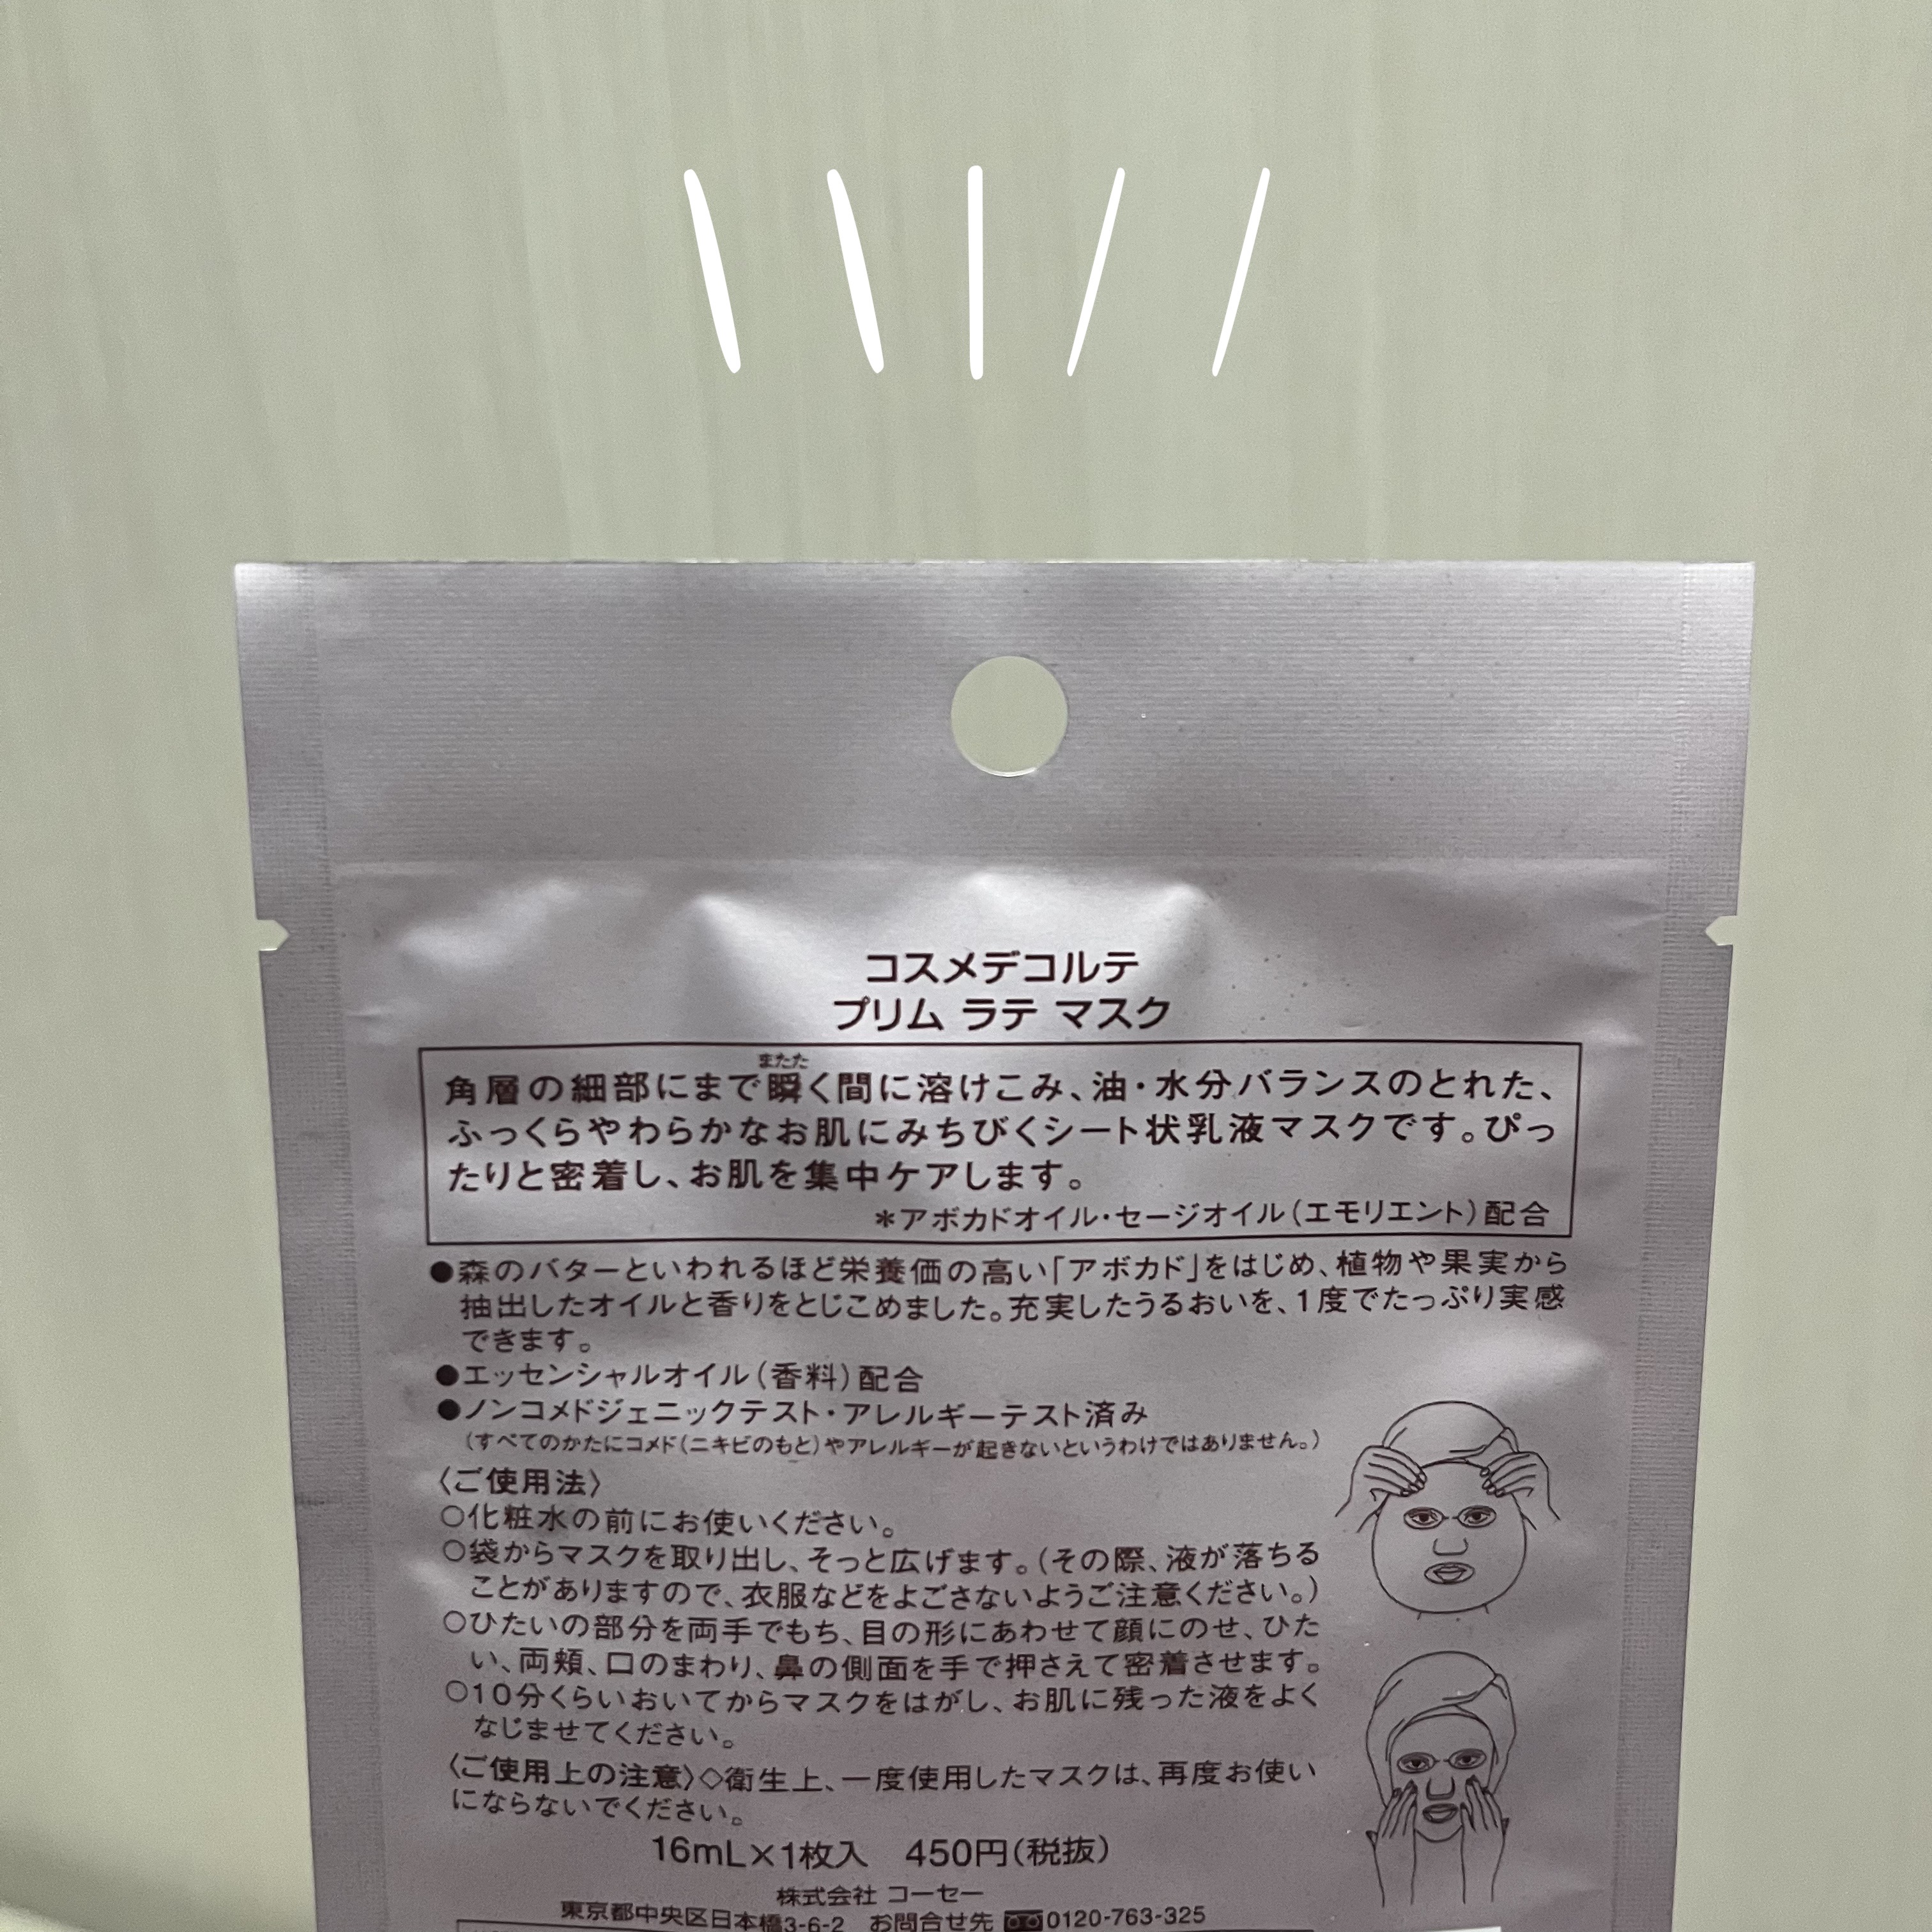 コスメデコルテ
プリム ラテ マスク
またた
角層の細部にまで瞬く間に溶けこみ、油・水分バランスのとれた、
ふっくらやわらかなお肌にみちびくシート状乳液マスクです。ぴっ
たりと密着し、お肌を集中ケアします。
＊アボカドオイル・セージオイル（エモリエント）配合
●森のバターといわれるほど栄養価の高い「アボカド」をはじめ、植物や果実から
抽出したオイルと香りをとじこめました。充実したうるおいを、1度でたっぷり実感
できます。
●エッセンシャルオイル（香料）配合
●ノンコメドジェニックテスト・アレルギーテスト済み
（すべてのかたにコメド（ニキビのもと）やアレルギーが起きないというわけではありません。）
〈ご使用法〉
○化粧水の前にお使いください。
○袋からマスクを取り出し、そっと広げます。（その際、液が落ちる
ことがありますので、衣服などをよごさないようご注意ください。）
○ひたいの部分を両手でもち、目の形にあわせて顔にのせ、ひた
い、両頬、口のまわり、鼻の側面を手で押さえて密着させます。
○10分くらいおいてからマスクをはがし、お肌に残った液をよく
なじませてください。
〈ご使用上の注意〉◇衛生上、一度使用したマスクは、再度お使い
にならないでください。
16mL×1枚入　450円（税抜）
株式会社 コーセー
東京都中央区日本橋3-6-2　お問合せ先 0120-763-325